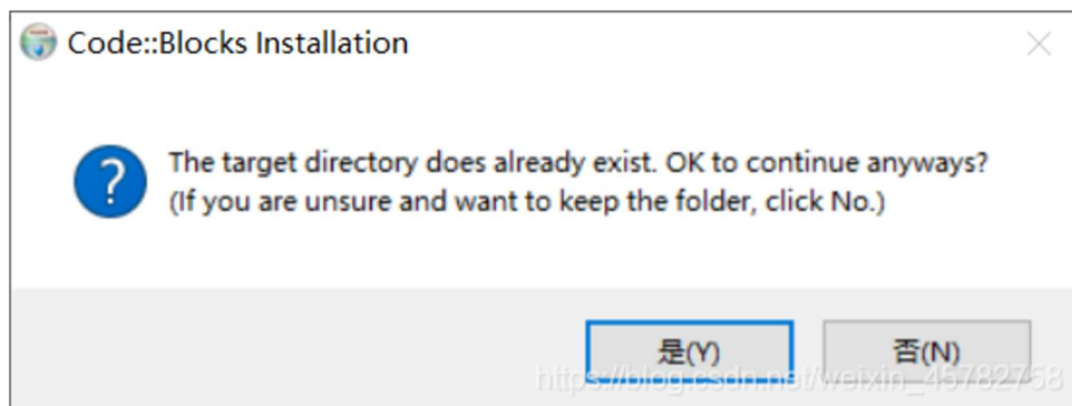 Code::Blocks Installation
The target directory does already exist. OK to continue anyways?
(If you are unsure and want to keep the folder, click No.)
是(Y)
否(N)
https://blog.csdn.net/weixin_45782758